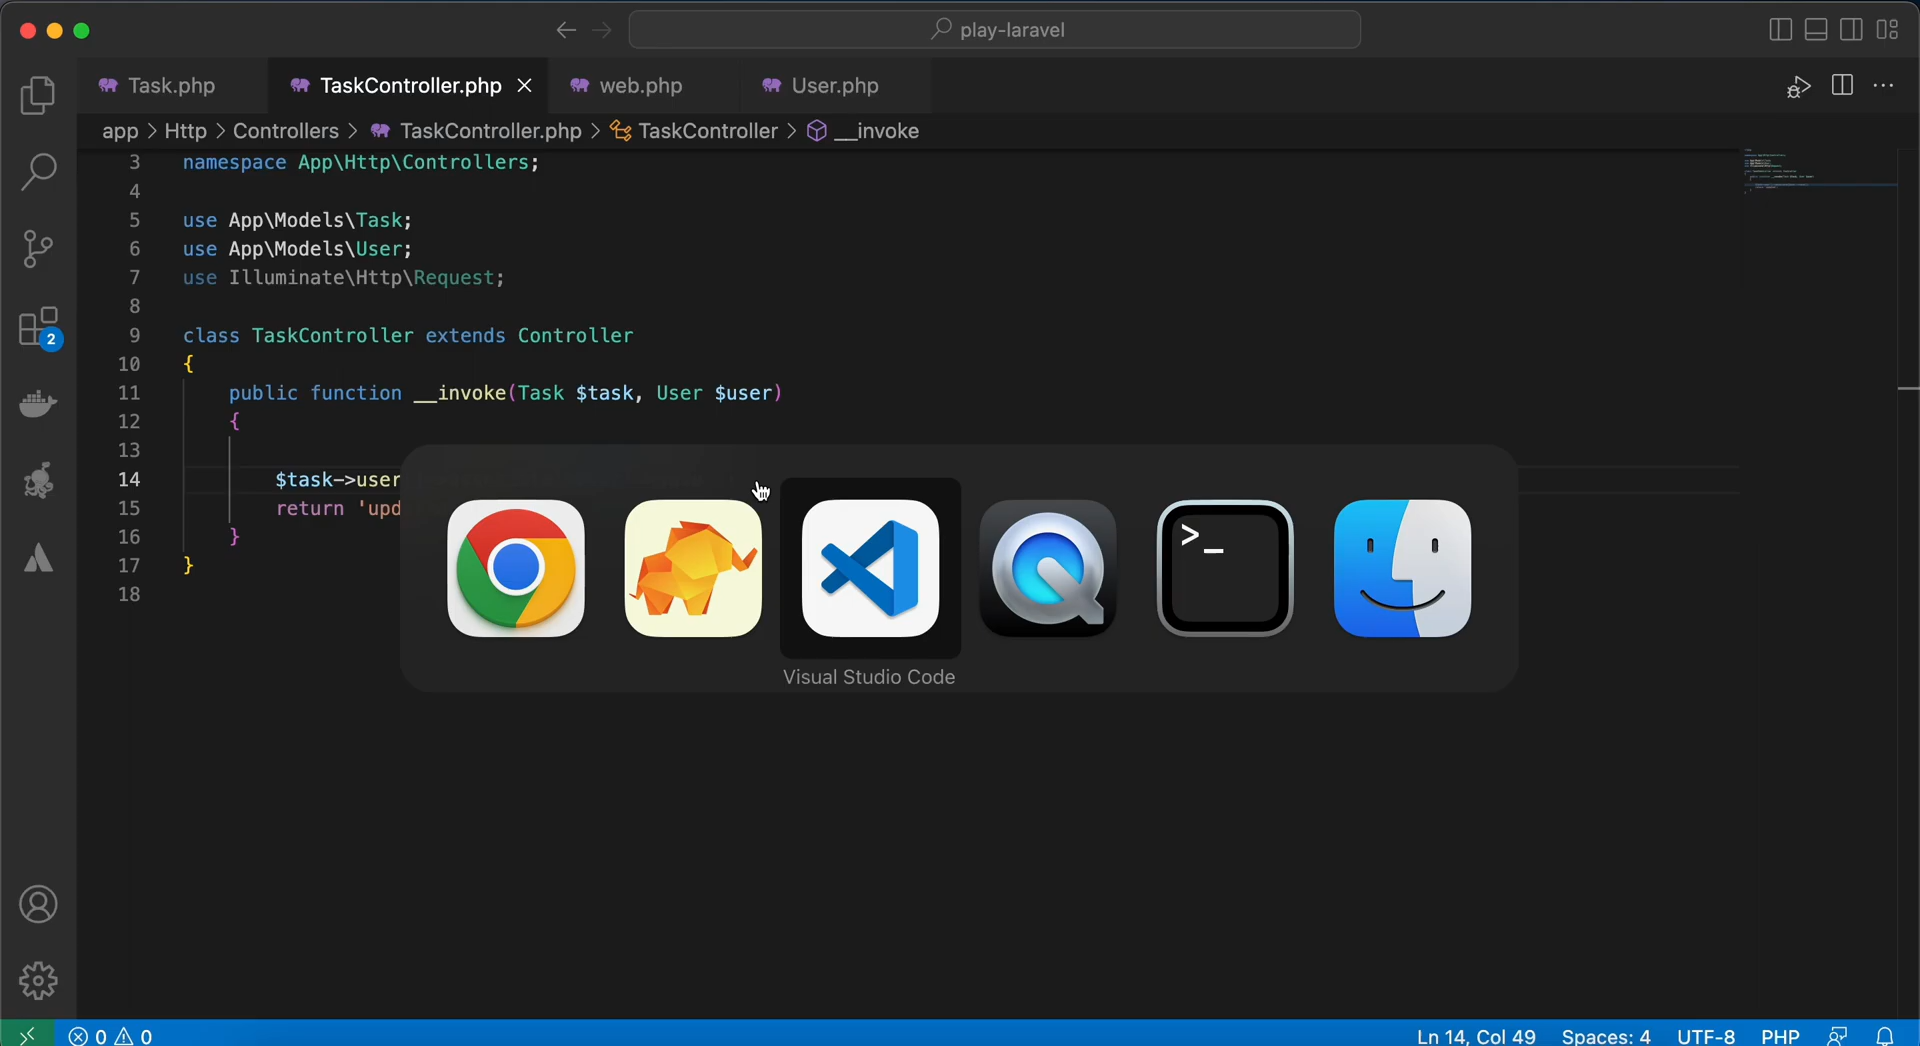 play-laravel
Task.php TaskController.php web.php User.php
app > Http > Controllers > TaskController.php > TaskController > __invoke
3 namespace App\Http\Controllers;
4
5 use App\Models\Task;
6 use App\Models\User;
7 use Illuminate\Http\Request;
8
9 class TaskController extends Controller
10 {
11 public function __invoke(Task $task, User $user)
12 {
13
14 $task->user
15 return 'upd
16 }
17 }
18
2
>_
Visual Studio Code
0 0 Ln 14, Col 49 Spaces: 4 UTF-8 PHP